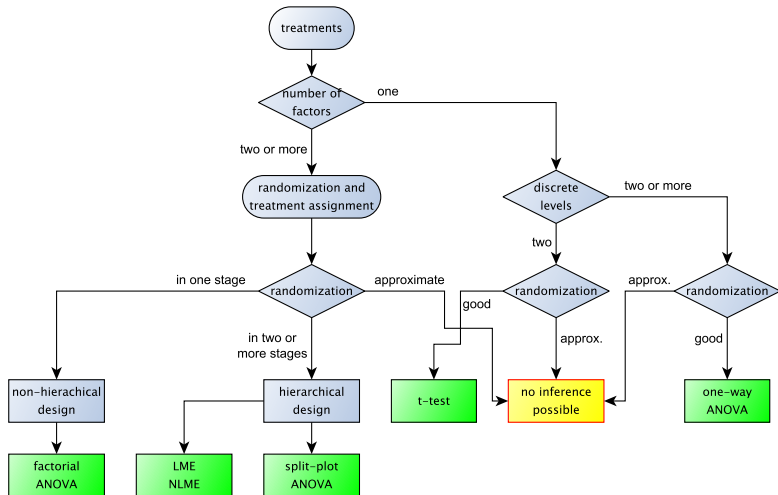 treatments
number of
factors
one
two or more
randomization and
treatment assignment
discrete
levels
two or more
two
in one stage
randomization
approximate
randomization
approx.
randomization
good
in two or
more stages
approx.
good
non-hierachical
design
hierarchical
design
t-test
no inference
possible
one-way
ANOVA
factorial
ANOVA
LME
NLME
split-plot
ANOVA